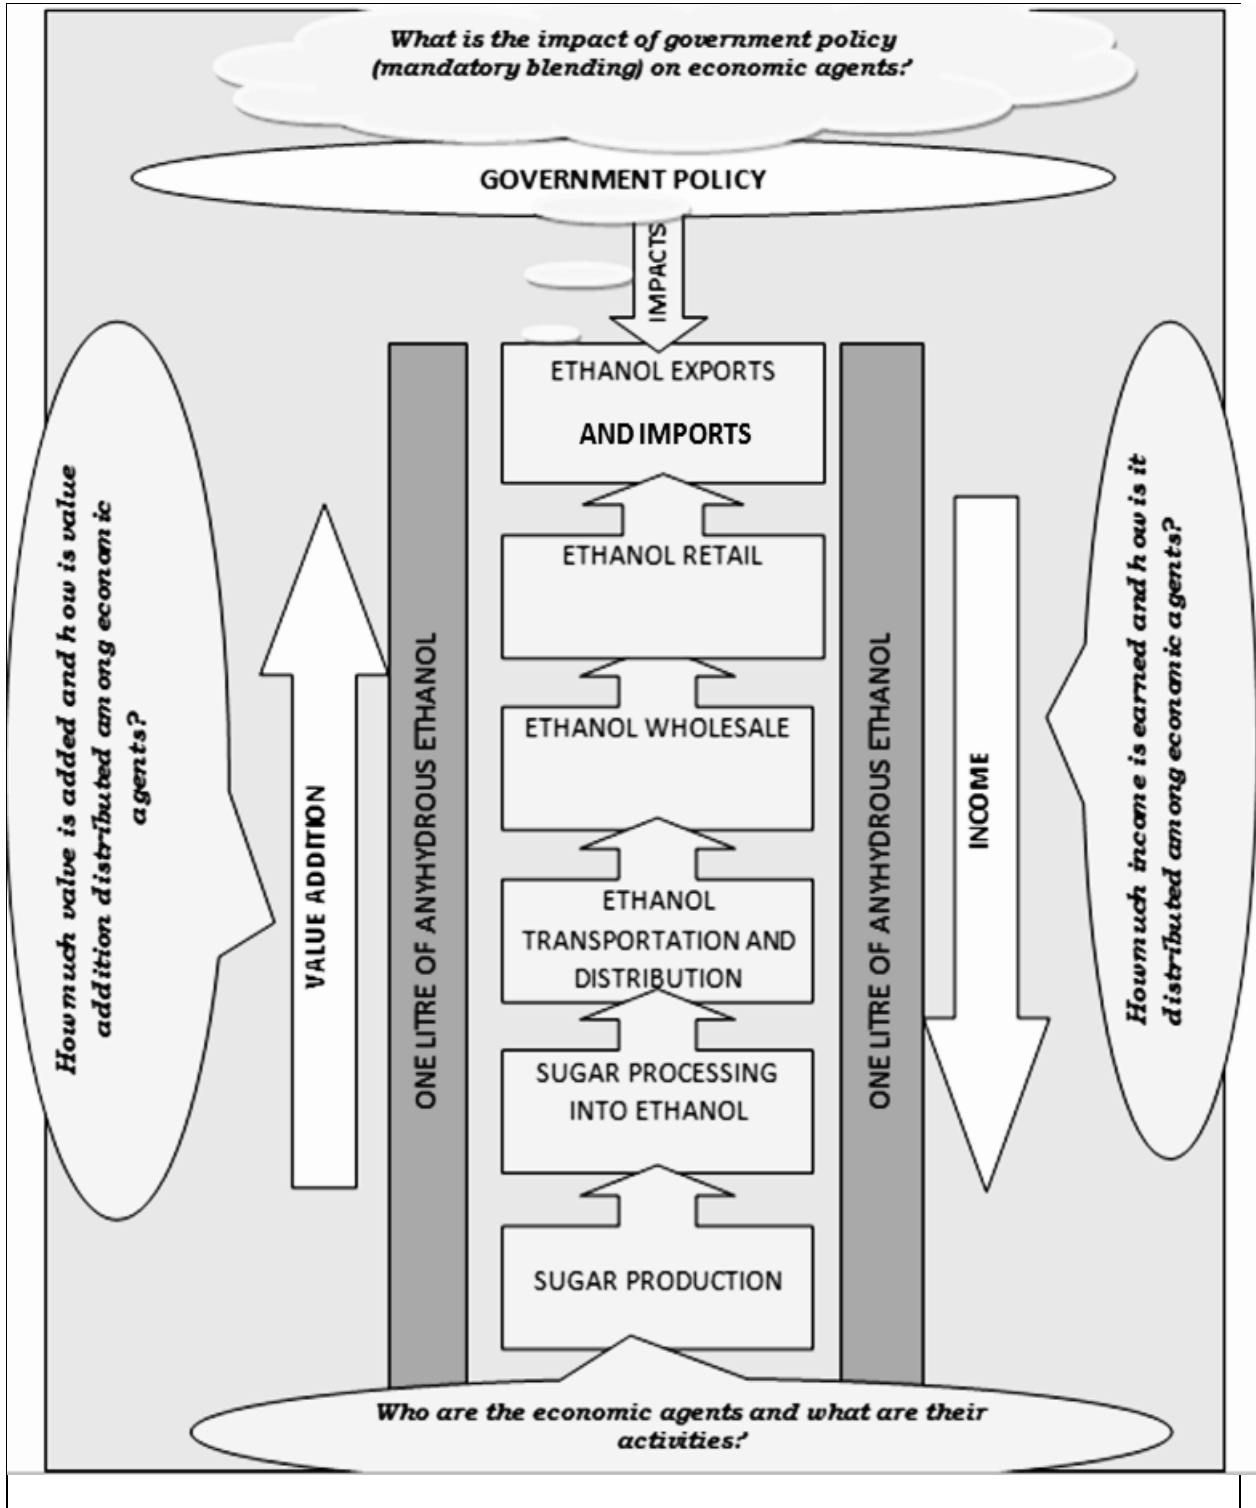 What is the impact of government policy
(mandatory blending) on economic agents?
GOVERNMENT POLICY
IMPACTS
ETHANOL EXPORTS
AND IMPORTS
ETHANOL RETAIL
ETHANOL WHOLESALE
ETHANOL
TRANSPORTATION AND
DISTRIBUTION
SUGAR PROCESSING
INTO ETHANOL
SUGAR PRODUCTION
How much valve is added and how is value
addition distributed among economic
agents?
VALUE ADDITION
ONE LITRE OF ANYHYDROUS ETHANOL
ONE LITRE OF ANYHYDROUS ETHANOL
INCOME
How much income is earned and how is it
distributed among economic agents?
Who are the economic agents and what are their
activities?